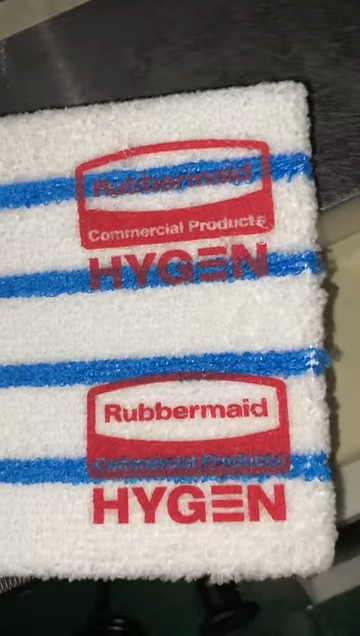 Rubbermaid
Commercial Products
HYGEN
Rubbermaid
Commercial Products
HYGEN